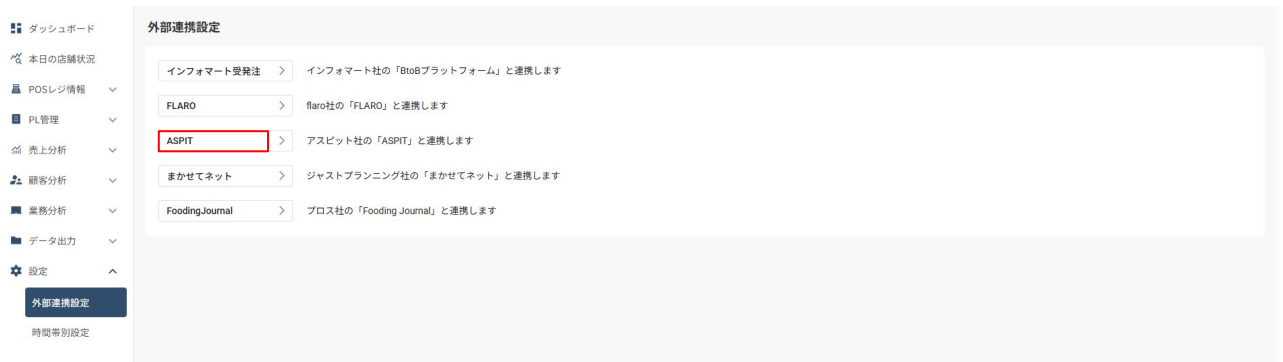 ダッシュボード
本日の店舗状況
POSレジ情報
PL管理
売上分析
顧客分析
業務分析
データ出力
設定
外部連携設定
時間帯別設定
外部連携設定
インフォマート受発注 インフォマート社の「BtoBプラットフォーム」と連携します
FLARO flaro社の「FLARO」と連携します
ASPIT アスピット社の「ASPIT」と連携します
まかせてネット ジャストプランニング社の「まかせてネット」と連携します
FoodingJournal プロス社の「Fooding Journal」と連携します